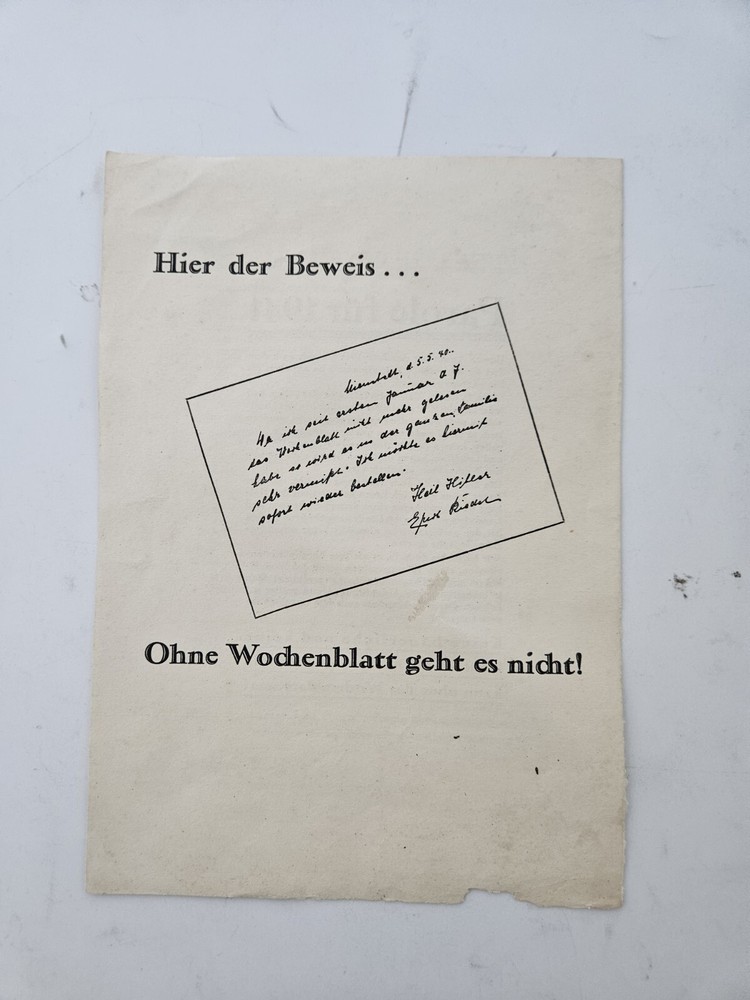 Hier der Beweis . . .
d 5.5.40.
Da ich seit ersten Januar d. J.
das Wochenblatt nicht mehr gelesen
habe so wird es in der ganzen Familie
sehr vermißt. Ich möchte es hiermit
sofort wieder bestellen.
Heil Hitler
Ohne Wochenblatt geht es nicht!